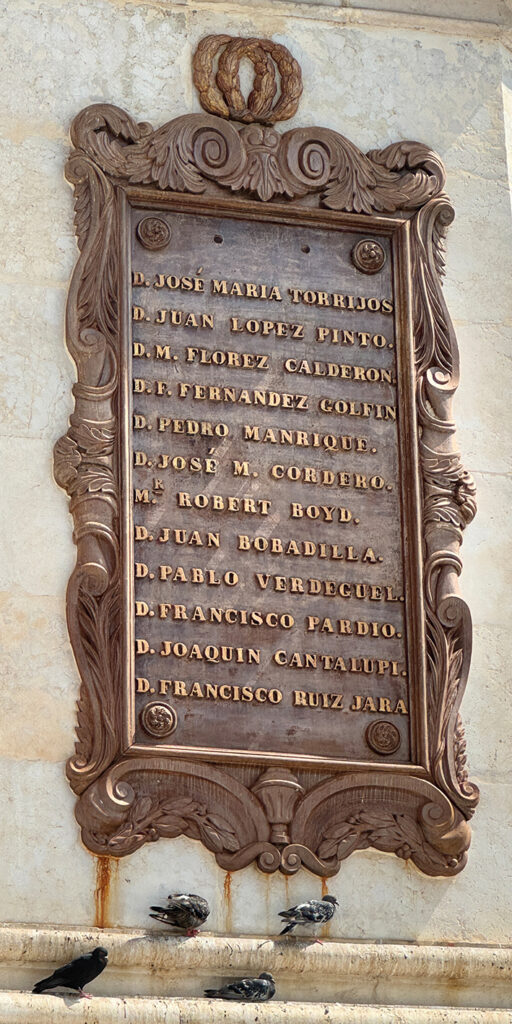 D. JOSÉ MARIA TORRIJOS
D. JUAN LOPEZ PINTO.
D. M. FLOREZ CALDERON.
D. F. FERNANDEZ GOLFIN
D. PEDRO MANRIQUE.
D. JOSÉ M. CORDERO.
M.R ROBERT BOYD.
D. JUAN BOBADILLA.
D. PABLO VERDEGUEL.
D. FRANCISCO PARDIO.
D. JOAQUIN CANTALUPI.
D. FRANCISCO RUIZ JARA